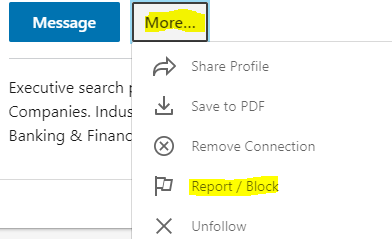 Message
More...
Share Profile
Save to PDF
Executive search p
Companies. Indus
Banking & Financ
Remove Connection
Report / Block
Unfollow